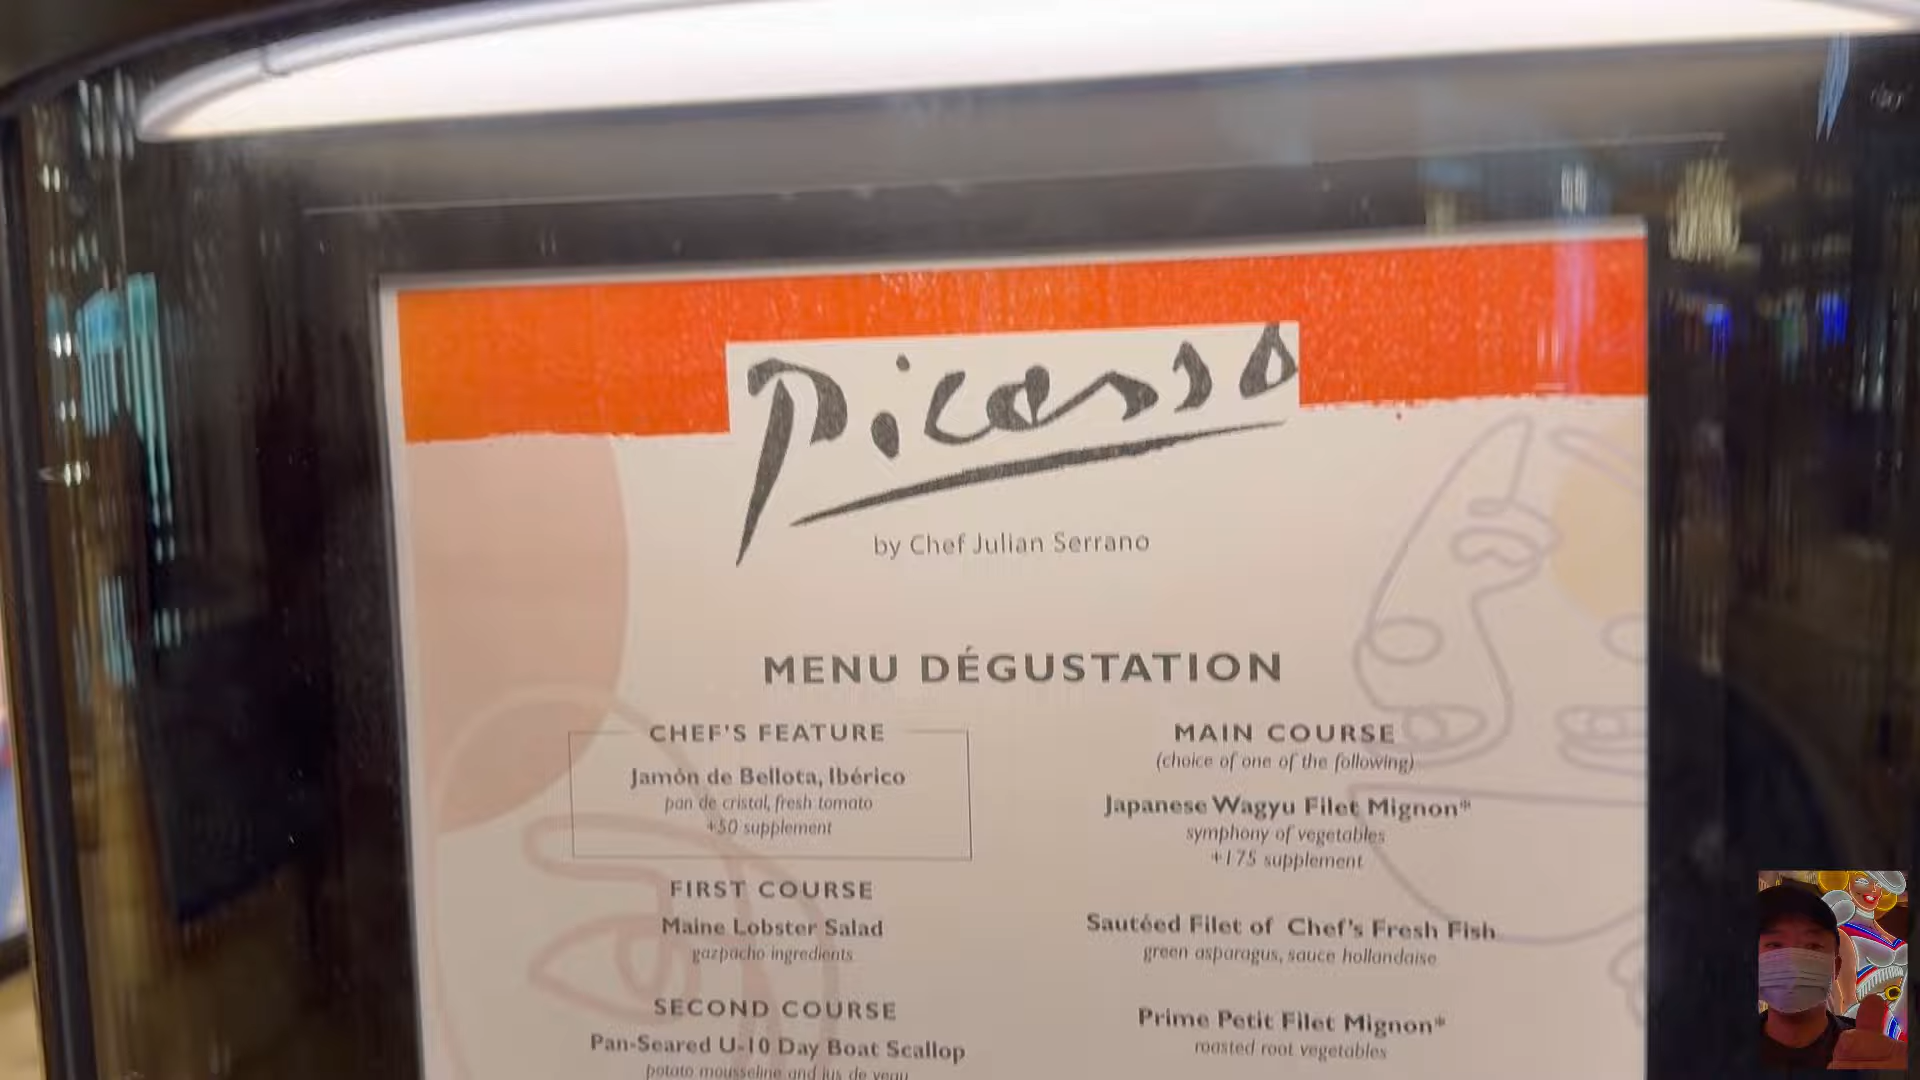 Picasso
by Chef Julian Serrano
MENU DÉGUSTATION
CHEF'S FEATURE
Jamón de Bellota, Ibérico
pan de cristal, fresh tomato
+50 supplement
FIRST COURSE
Maine Lobster Salad
gazpacho ingredients
SECOND COURSE
Pan-Seared U-10 Day Boat Scallop
potato mousseline and jus de veau
MAIN COURSE
(choice of one of the following)
Japanese Wagyu Filet Mignon*
symphony of vegetables
+175 supplement
Sautéed Filet of Chef's Fresh Fish
green asparagus, sauce hollandaise
Prime Petit Filet Mignon*
roasted root vegetables